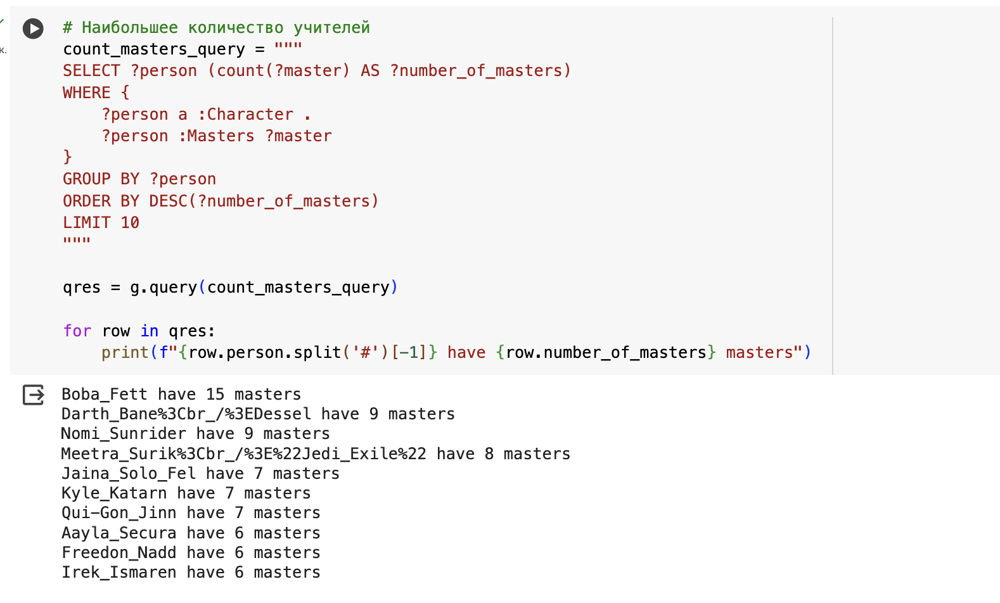 # Наибольшее количество учителей
к.
count_masters_query = """
SELECT ?person (count(?master) AS ?number_of_masters)
WHERE {
    ?person a :Character .
    ?person :Masters ?master
}
GROUP BY ?person
ORDER BY DESC(?number_of_masters)
LIMIT 10
"""
qres = g.query(count_masters_query)
for row in qres:
    print(f"{row.person.split('#')[-1]} have {row.number_of_masters} masters")
Boba_Fett have 15 masters
Darth_Bane%3Cbr_/%3EDessel have 9 masters
Nomi_Sunrider have 9 masters
Meetra_Surik%3Cbr_/%3E%22Jedi_Exile%22 have 8 masters
Jaina_Solo_Fel have 7 masters
Kyle_Katarn have 7 masters
Qui-Gon_Jinn have 7 masters
Aayla_Secura have 6 masters
Freedon_Nadd have 6 masters
Irek_Ismaren have 6 masters